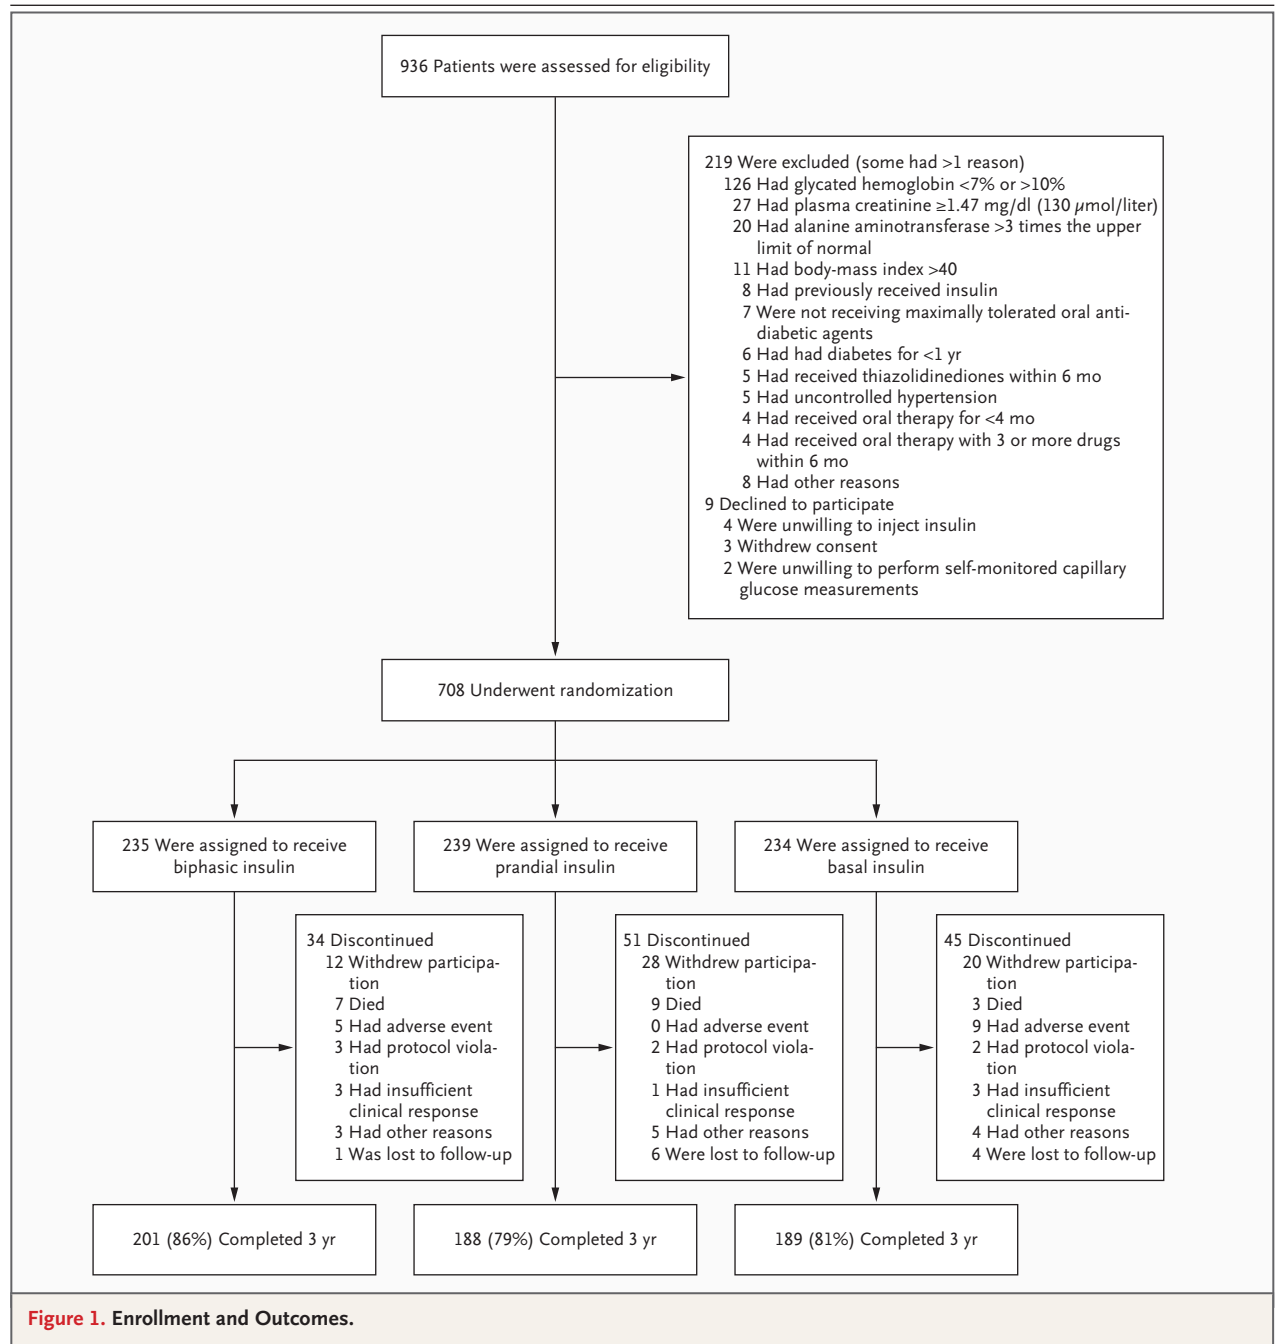 936 Patients were assessed for eligibility
219 Were excluded (some had >1 reason)
126 Had glycated hemoglobin <7% or >10%
27 Had plasma creatinine ≥1.47 mg/dl (130 µmol/liter)
20 Had alanine aminotransferase >3 times the upper
limit of normal
11 Had body-mass index >40
8 Had previously received insulin
7 Were not receiving maximally tolerated oral anti-
diabetic agents
6 Had had diabetes for <1 yr
5 Had received thiazolidinediones within 6 mo
5 Had uncontrolled hypertension
4 Had received oral therapy for <4 mo
4 Had received oral therapy with 3 or more drugs
within 6 mo
8 Had other reasons
9 Declined to participate
4 Were unwilling to inject insulin
3 Withdrew consent
2 Were unwilling to perform self-monitored capillary
glucose measurements
708 Underwent randomization
235 Were assigned to receive
biphasic insulin
239 Were assigned to receive
prandial insulin
234 Were assigned to receive
basal insulin
34 Discontinued
12 Withdrew participa-
tion
7 Died
5 Had adverse event
3 Had protocol viola-
tion
3 Had insufficient
clinical response
3 Had other reasons
1 Was lost to follow-up
51 Discontinued
28 Withdrew participa-
tion
9 Died
0 Had adverse event
2 Had protocol viola-
tion
1 Had insufficient
clinical response
5 Had other reasons
6 Were lost to follow-up
45 Discontinued
20 Withdrew participa-
tion
3 Died
9 Had adverse event
2 Had protocol viola-
tion
3 Had insufficient
clinical response
4 Had other reasons
4 Were lost to follow-up
201 (86%) Completed 3 yr
188 (79%) Completed 3 yr
189 (81%) Completed 3 yr
Figure 1. Enrollment and Outcomes.